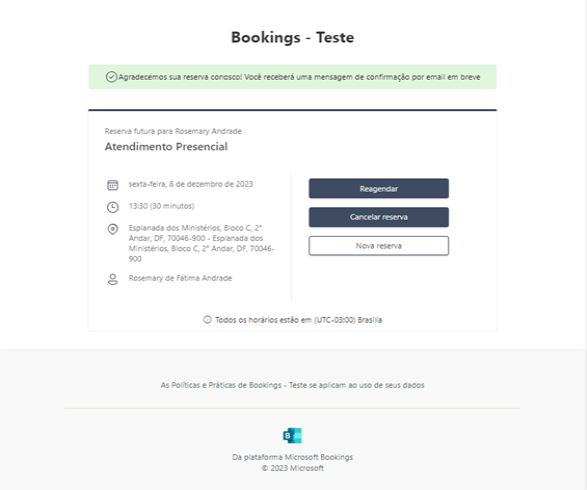 Bookings - Teste
Agradecemos sua reserva conosco! Você receberá uma mensagem de confirmação por email em breve
Reserva futura para Rosemary Andrade
Atendimento Presencial
sexta-feira, 8 de dezembro de 2023
13:30 (30 minutos)
Esplanada dos Ministérios, Bloco C, 2°
Andar, DF, 70046-900 - Esplanada dos
Ministérios, Bloco C, 2° Andar, DF, 70046-
900
Rosemary de Fátima Andrade
Reagendar
Cancelar reserva
Nova reserva
Todos os horários estão em (UTC-03:00) Brasília
As Políticas e Práticas de Bookings - Teste se aplicam ao uso de seus dados
B
Da plataforma Microsoft Bookings
© 2023 Microsoft